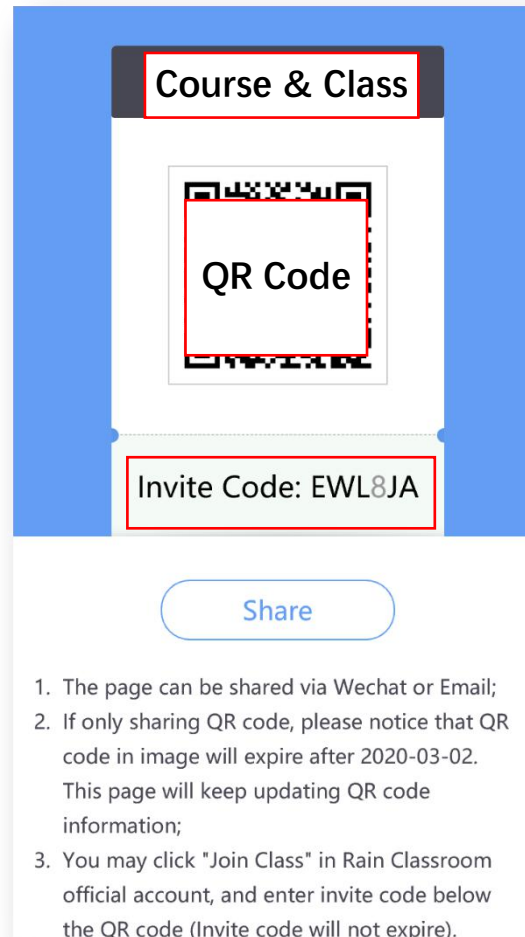 Course & Class
QR Code
Invite Code: EWL8JA
Share
1. The page can be shared via Wechat or Email;
2. If only sharing QR code, please notice that QR
code in image will expire after 2020-03-02.
This page will keep updating QR code
information;
3. You may click "Join Class" in Rain Classroom
official account, and enter invite code below
the QR code (Invite code will not expire).